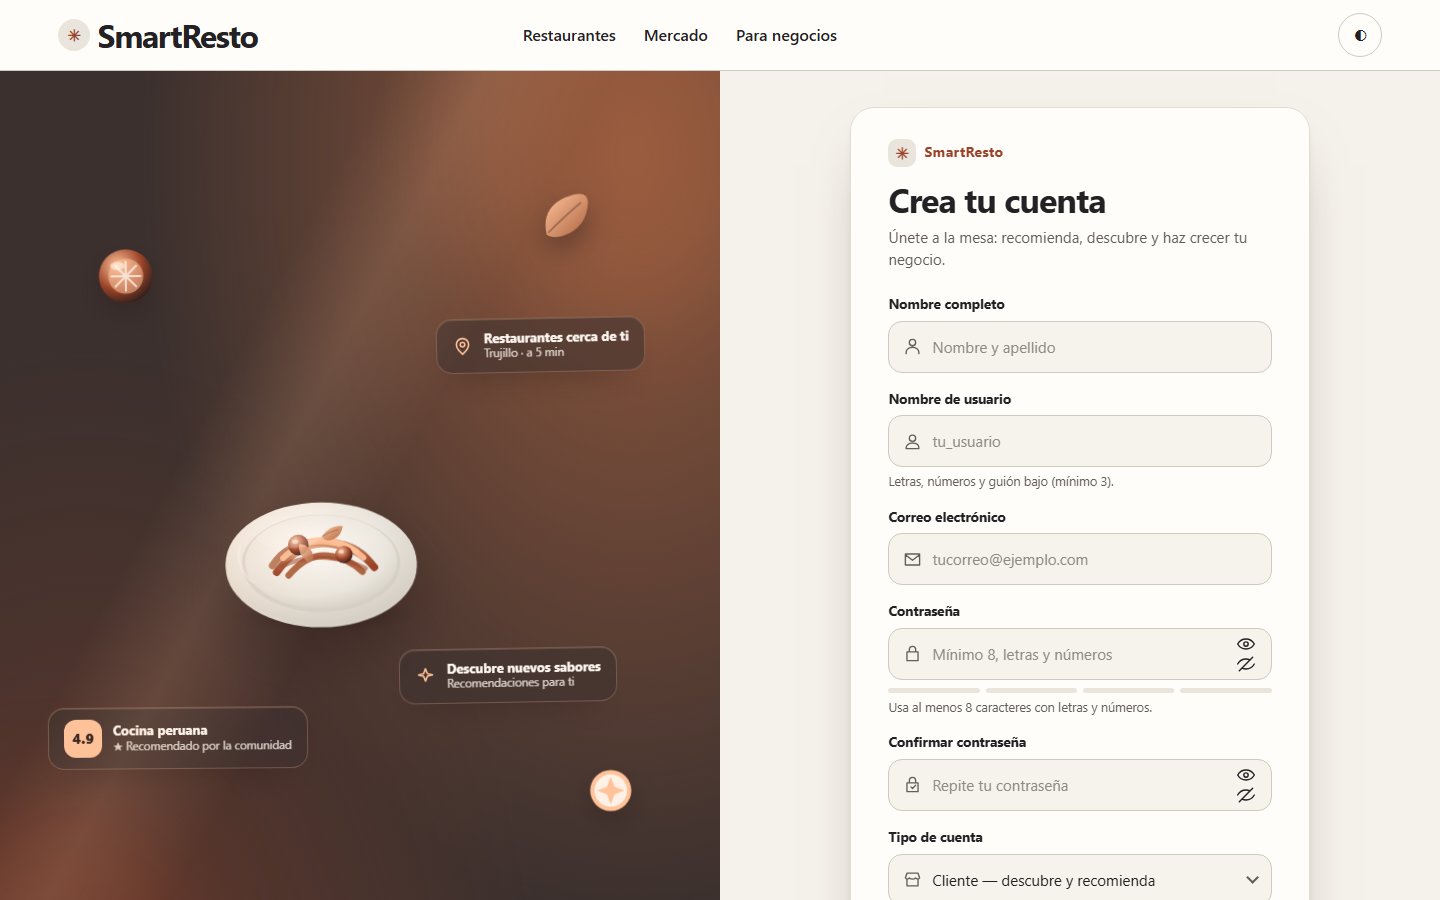 SmartResto
Restaurantes
Mercado
Para negocios
Restaurantes cerca de ti
Trujillo · a 5 min
Descubre nuevos sabores
Recomendaciones para ti
4.9
Cocina peruana
★ Recomendado por la comunidad
SmartResto
Crea tu cuenta
Únete a la mesa: recomienda, descubre y haz crecer tu
negocio.
Nombre completo
Nombre y apellido
Nombre de usuario
tu_usuario
Letras, números y guión bajo (mínimo 3).
Correo electrónico
tucorreo@ejemplo.com
Contraseña
Mínimo 8, letras y números
Usa al menos 8 caracteres con letras y números.
Confirmar contraseña
Repite tu contraseña
Tipo de cuenta
Cliente — descubre y recomienda